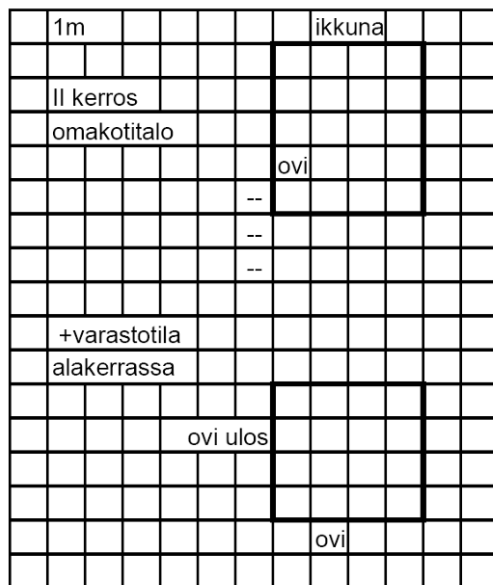 1m
ikkuna
II kerros
omakotitalo
ovi
--
--
--
+varastotila
alakerrassa
ovi ulos
ovi